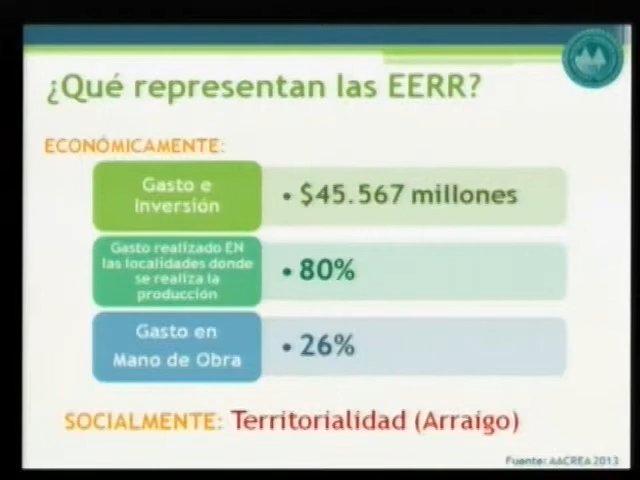 ¿Qué representan las EERR?
ECONÓMICAMENTE:
Gasto e
Inversión
• $45.567 millones
Gasto realizado EN
las localidades donde
se realiza la
producción
• 80%
Gasto en
Mano de Obra
• 26%
SOCIALMENTE: Territorialidad (Arraigo)
Fuente: AACREA 2013